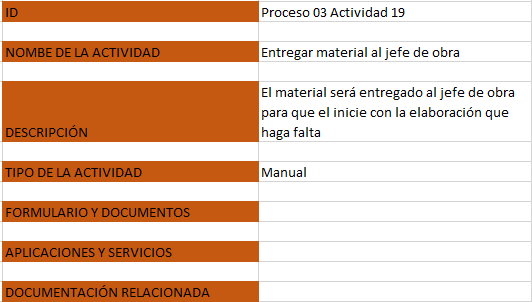 ID Proceso 03 Actividad 19
NOMBE DE LA ACTIVIDAD Entregar material al jefe de obra
El material será entregado al jefe de obra
para que el inicie con la elaboración que
DESCRIPCIÓN haga falta
TIPO DE LA ACTIVIDAD Manual
FORMULARIO Y DOCUMENTOS
APLICACIONES Y SERVICIOS
DOCUMENTACIÓN RELACIONADA